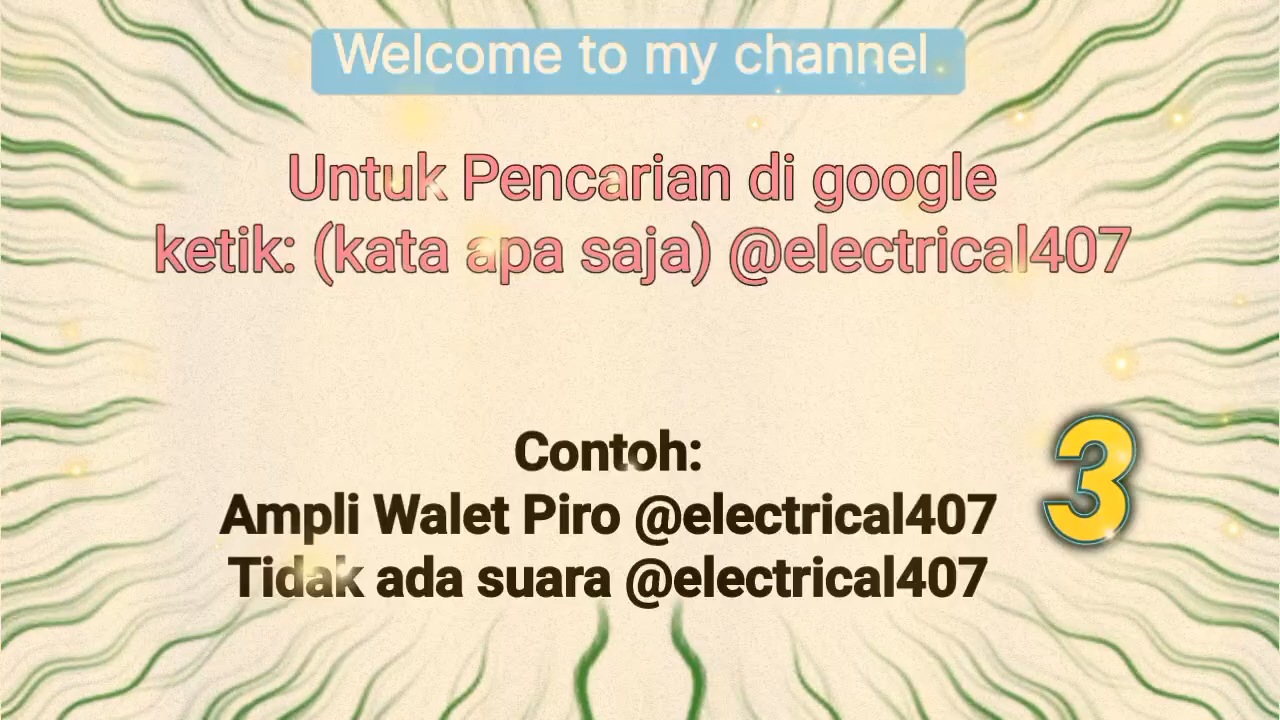 Welcome to my channel
Untuk Pencarian di google
ketik: (kata apa saja) @electrical407
Contoh:
Ampli Walet Piro @electrical407
Tidak ada suara @electrical407
3